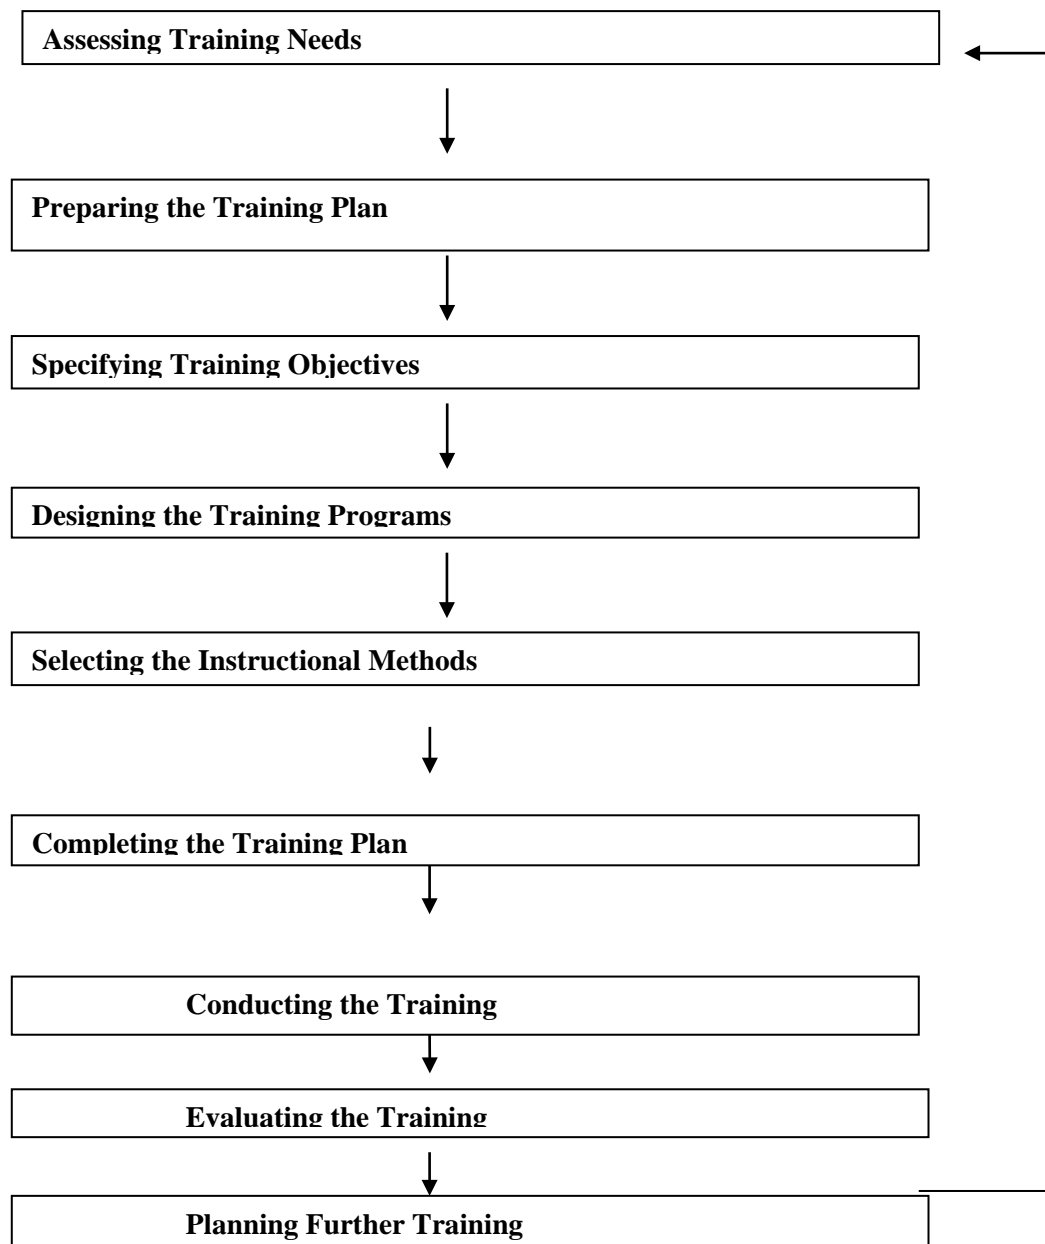 Assessing Training Needs
Preparing the Training Plan
Specifying Training Objectives
Designing the Training Programs
Selecting the Instructional Methods
Completing the Training Plan
Conducting the Training
Evaluating the Training
Planning Further Training